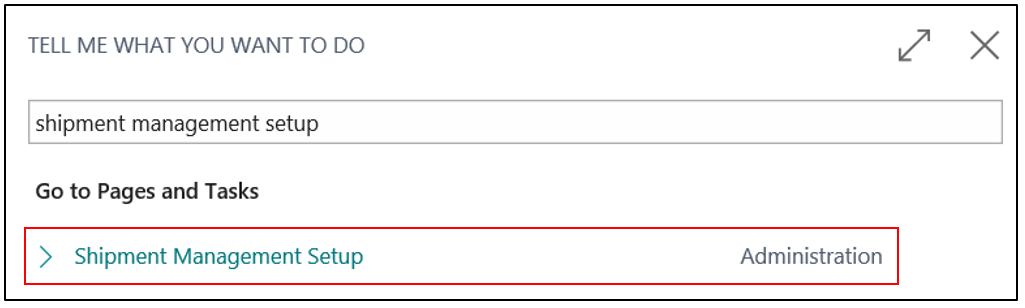 TELL ME WHAT YOU WANT TO DO
shipment management setup
Go to Pages and Tasks
Shipment Management Setup Administration